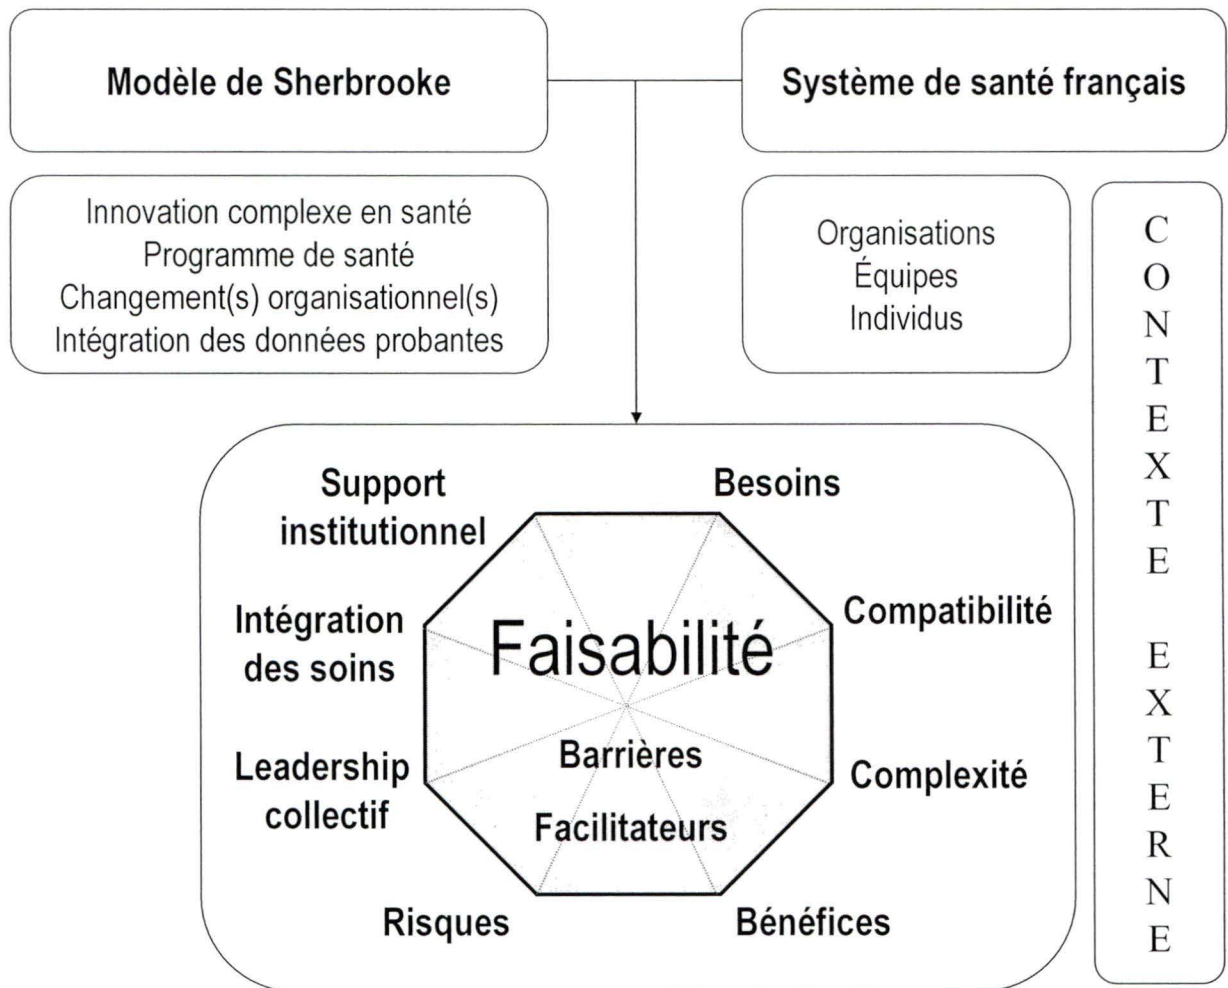 Modèle de Sherbrooke
Système de santé français
Innovation complexe en santé
Programme de santé
Changement(s) organisationnel(s)
Intégration des données probantes
Organisations
Équipes
Individus
CONTEXTE EXTERNE
Support
institutionnel
Besoins
Intégration
des soins
Compatibilité
Faisabilité
Barrières
Facilitateurs
Leadership
collectif
Complexité
Risques
Bénéfices